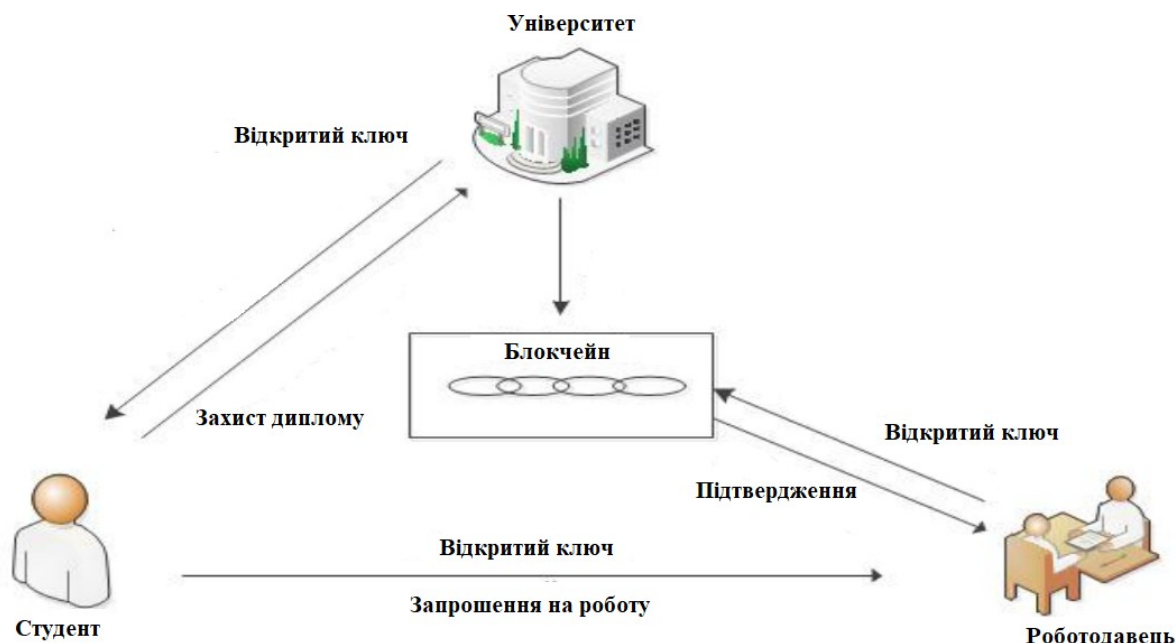 Університет
Відкритий ключ
Блокчейн
Захист диплому
Відкритий ключ
Підтвердження
Відкритий ключ
Запрошення на роботу
Студент
Роботодавець